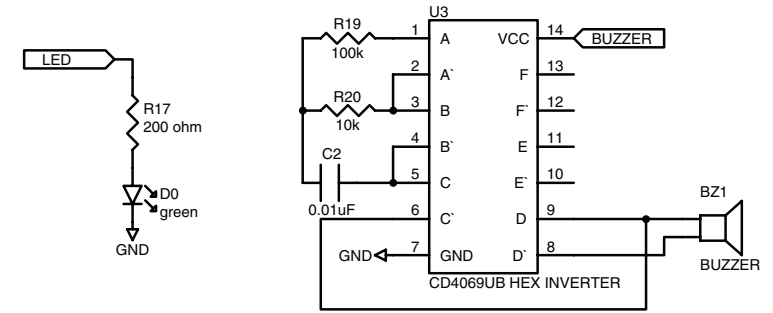 LED
R17
200 ohm
D0
green
GND
U3
R19
100k
R20
10k
C2
0.01uF
GND
1 A
2 A`
3 B
4 B`
5 C
6 C`
7 GND
VCC 14
F 13
F` 12
E 11
E` 10
D 9
D` 8
BUZZER
CD4069UB HEX INVERTER
BZ1
BUZZER